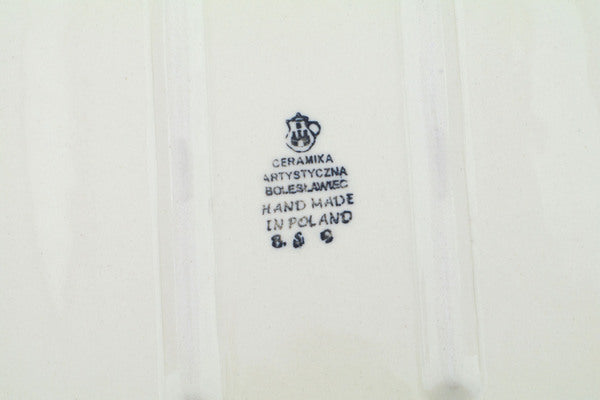 CERAMIKA
ARTYSTYCZNA
BOLESŁAWIEC
HAND MADE
IN POLAND